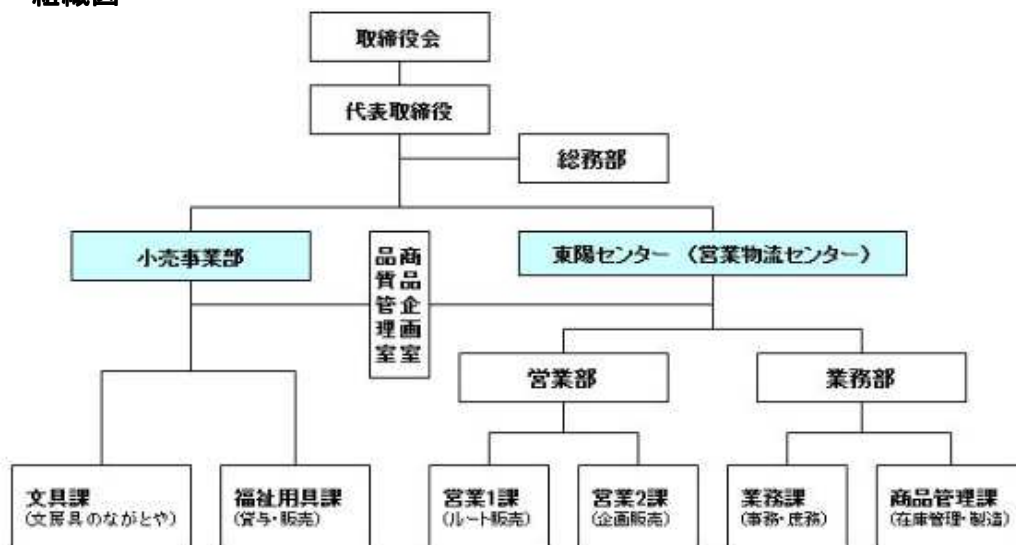 組織図
取締役会
代表取締役
総務部
小売事業部
商品企画室
品質管理室
東陽センター （営業物流センター）
営業部
業務部
文具課
(文房具のながとや)
福祉用具課
(貸与・販売)
営業1課
(ルート販売)
営業2課
(企画販売)
業務課
(事務・庶務)
商品管理課
(在庫管理・製造)